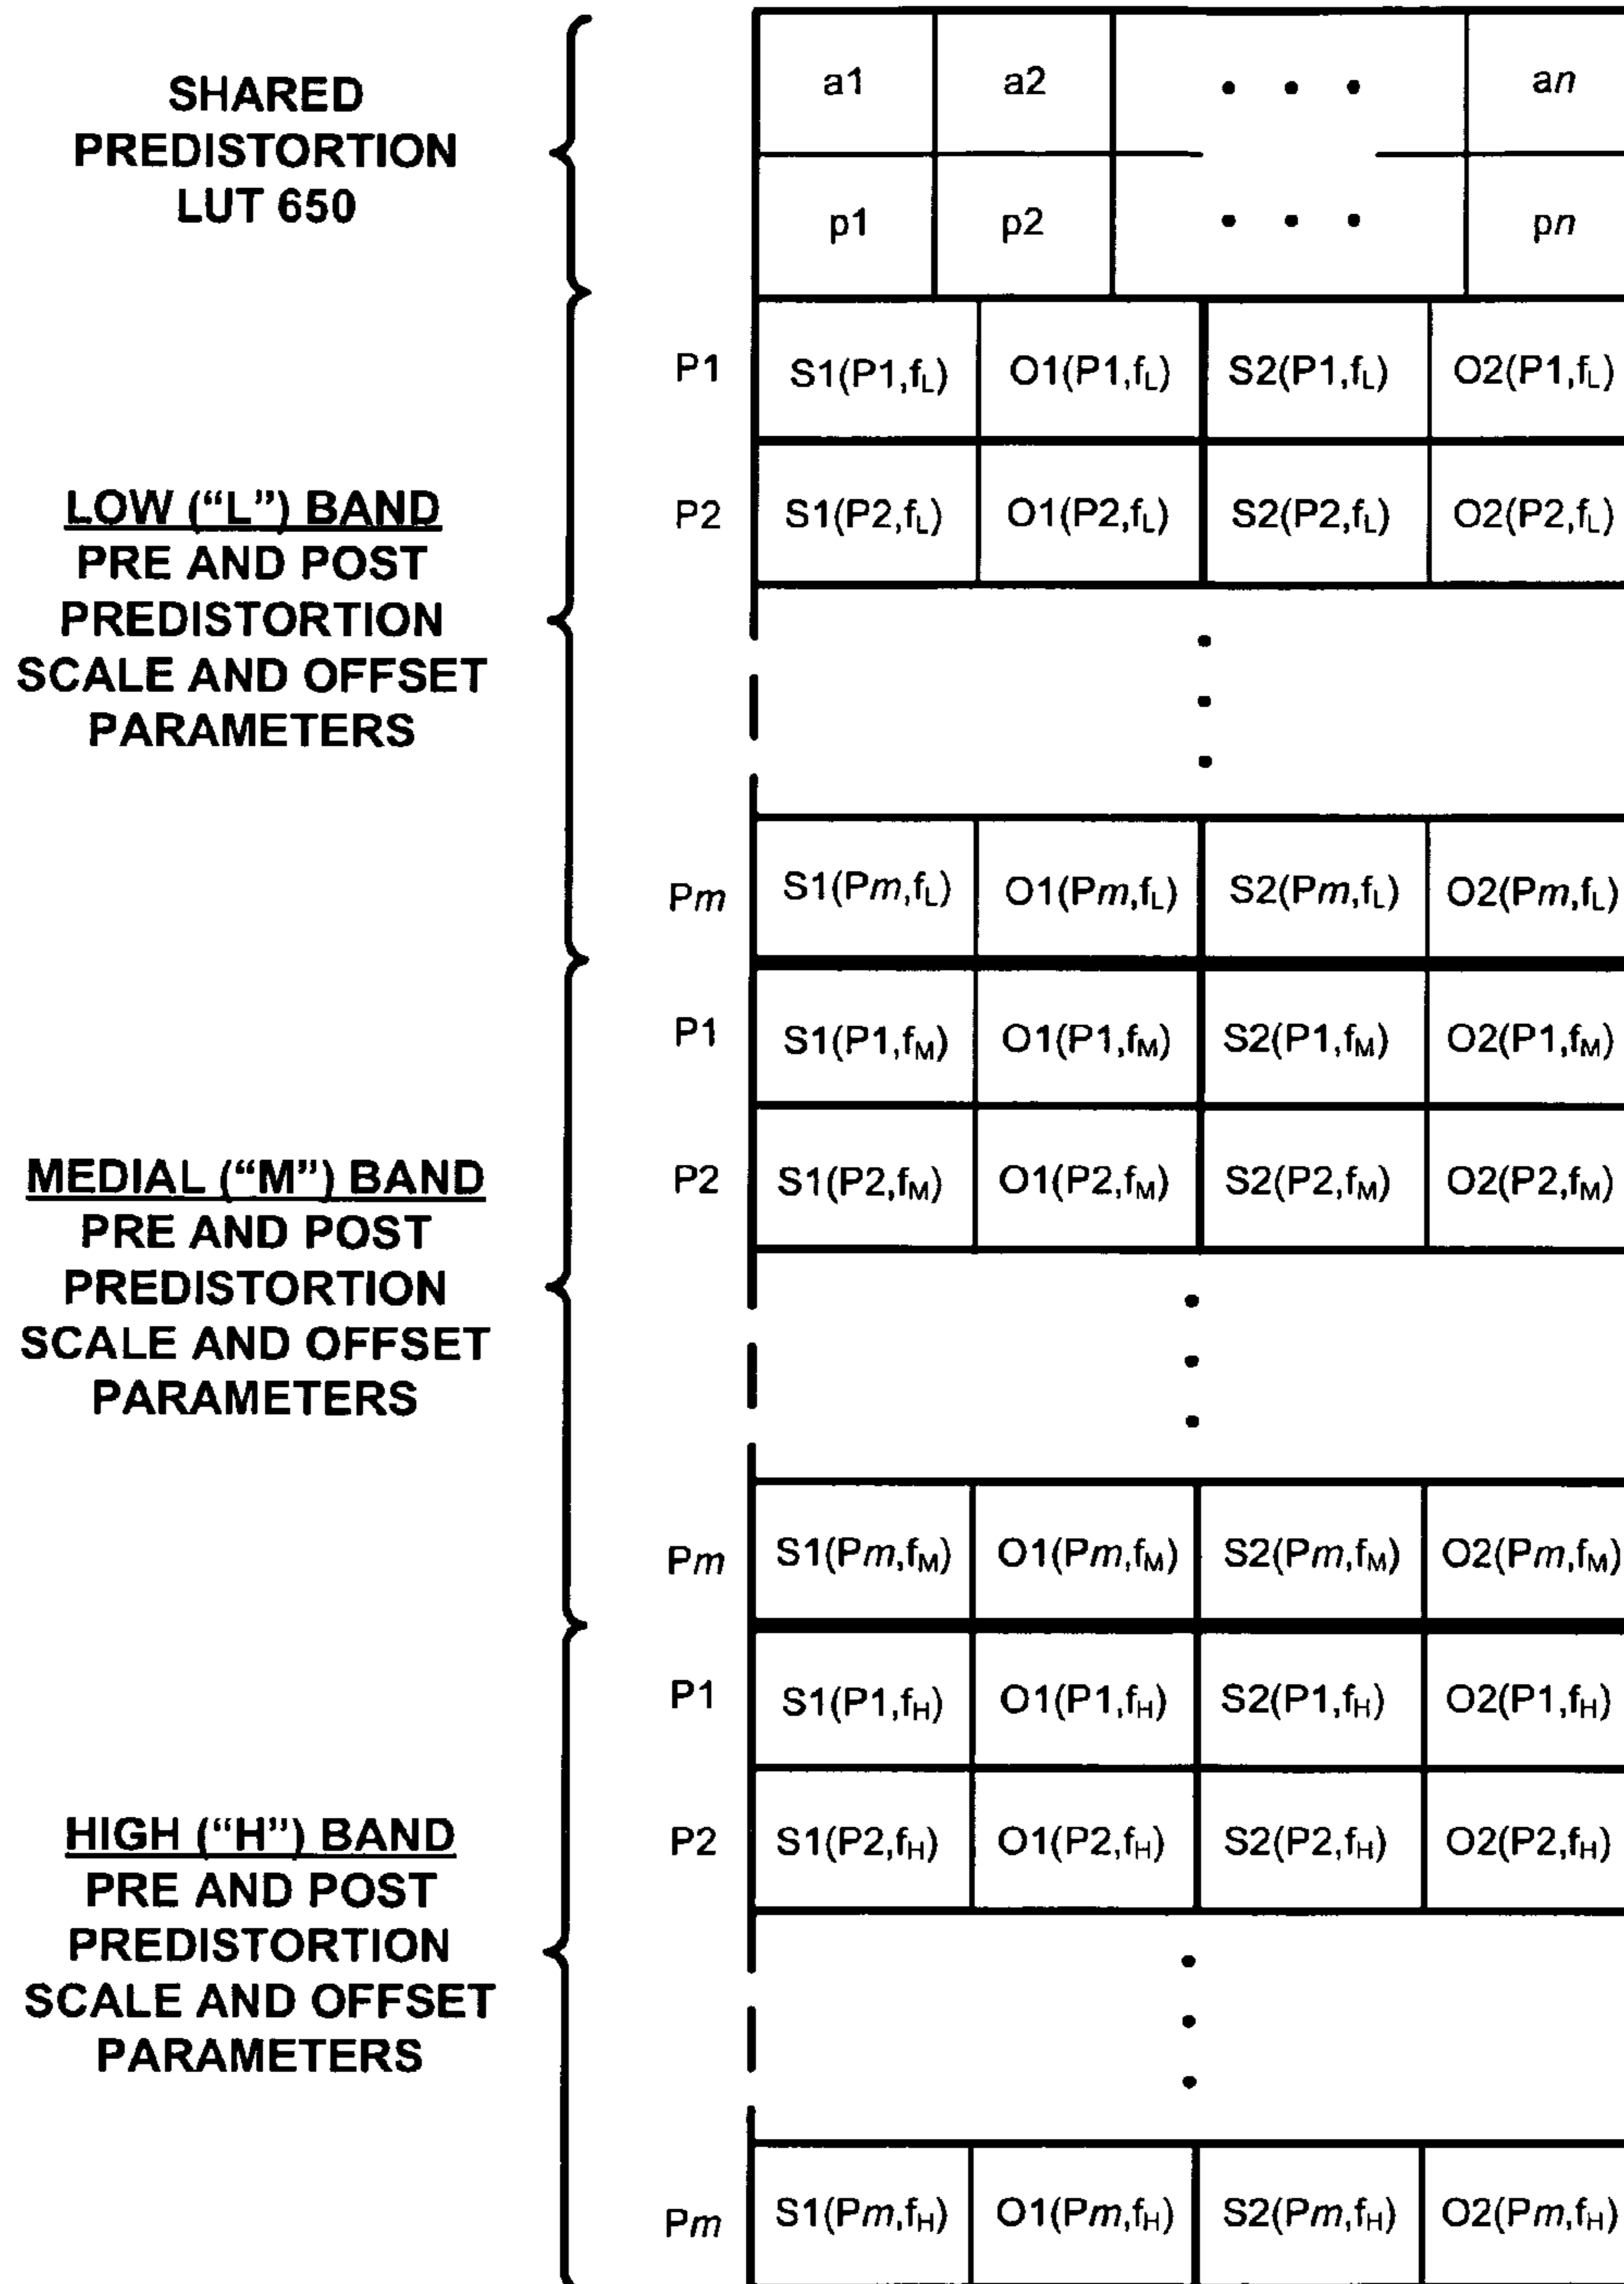 SHARED
PREDISTORTION
LUT 650
a1 a2 • • • an
p1 p2 • • • pn
LOW (“L”) BAND
PRE AND POST
PREDISTORTION
SCALE AND OFFSET
PARAMETERS
P1 S1(P1,fL) O1(P1,fL) S2(P1,fL) O2(P1,fL)
P2 S1(P2,fL) O1(P2,fL) S2(P2,fL) O2(P2,fL)
Pm S1(Pm,fL) O1(Pm,fL) S2(Pm,fL) O2(Pm,fL)
MEDIAL (“M”) BAND
PRE AND POST
PREDISTORTION
SCALE AND OFFSET
PARAMETERS
P1 S1(P1,fM) O1(P1,fM) S2(P1,fM) O2(P1,fM)
P2 S1(P2,fM) O1(P2,fM) S2(P2,fM) O2(P2,fM)
Pm S1(Pm,fM) O1(Pm,fM) S2(Pm,fM) O2(Pm,fM)
HIGH (“H”) BAND
PRE AND POST
PREDISTORTION
SCALE AND OFFSET
PARAMETERS
P1 S1(P1,fH) O1(P1,fH) S2(P1,fH) O2(P1,fH)
P2 S1(P2,fH) O1(P2,fH) S2(P2,fH) O2(P2,fH)
Pm S1(Pm,fH) O1(Pm,fH) S2(Pm,fH) O2(Pm,fH)